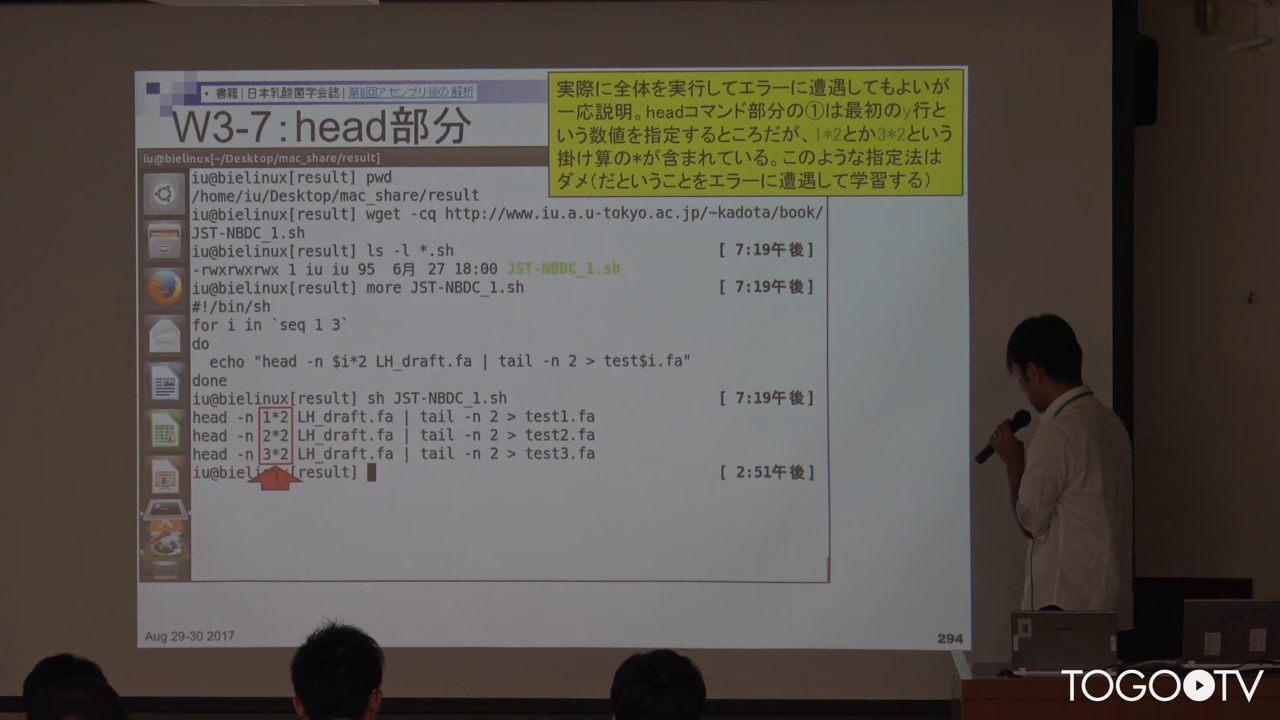 • 書籍 | 日本乳酸菌学会誌 | 第8回アセンブリ後の解析
W3-7：head部分
実際に全体を実行してエラーに遭遇してもよいが
一応説明。headコマンド部分の①は最初のy行と
いう数値を指定するところだが、1*2とか3*2という
掛け算の*が含まれている。このような指定法は
ダメ（だということをエラーに遭遇して学習する）
iu@bielinux[~/Desktop/mac_share/result]
iu@bielinux[result] pwd
/home/iu/Desktop/mac_share/result
iu@bielinux[result] wget -cq http://www.iu.a.u-tokyo.ac.jp/~kadota/book/
JST-NBDC_1.sh
iu@bielinux[result] ls -l *.sh [ 7:19午後]
-rwxrwxrwx 1 iu iu 95 6月 27 18:00 JST-NBDC_1.sh
iu@bielinux[result] more JST-NBDC_1.sh [ 7:19午後]
#!/bin/sh
for i in `seq 1 3`
do
echo "head -n $i*2 LH_draft.fa | tail -n 2 > test$i.fa"
done
iu@bielinux[result] sh JST-NBDC_1.sh [ 7:19午後]
head -n 1*2 LH_draft.fa | tail -n 2 > test1.fa
head -n 2*2 LH_draft.fa | tail -n 2 > test2.fa
head -n 3*2 LH_draft.fa | tail -n 2 > test3.fa
iu@bielinux[result] [ 2:51午後]
①
Aug 29-30 2017
294
TOGO TV